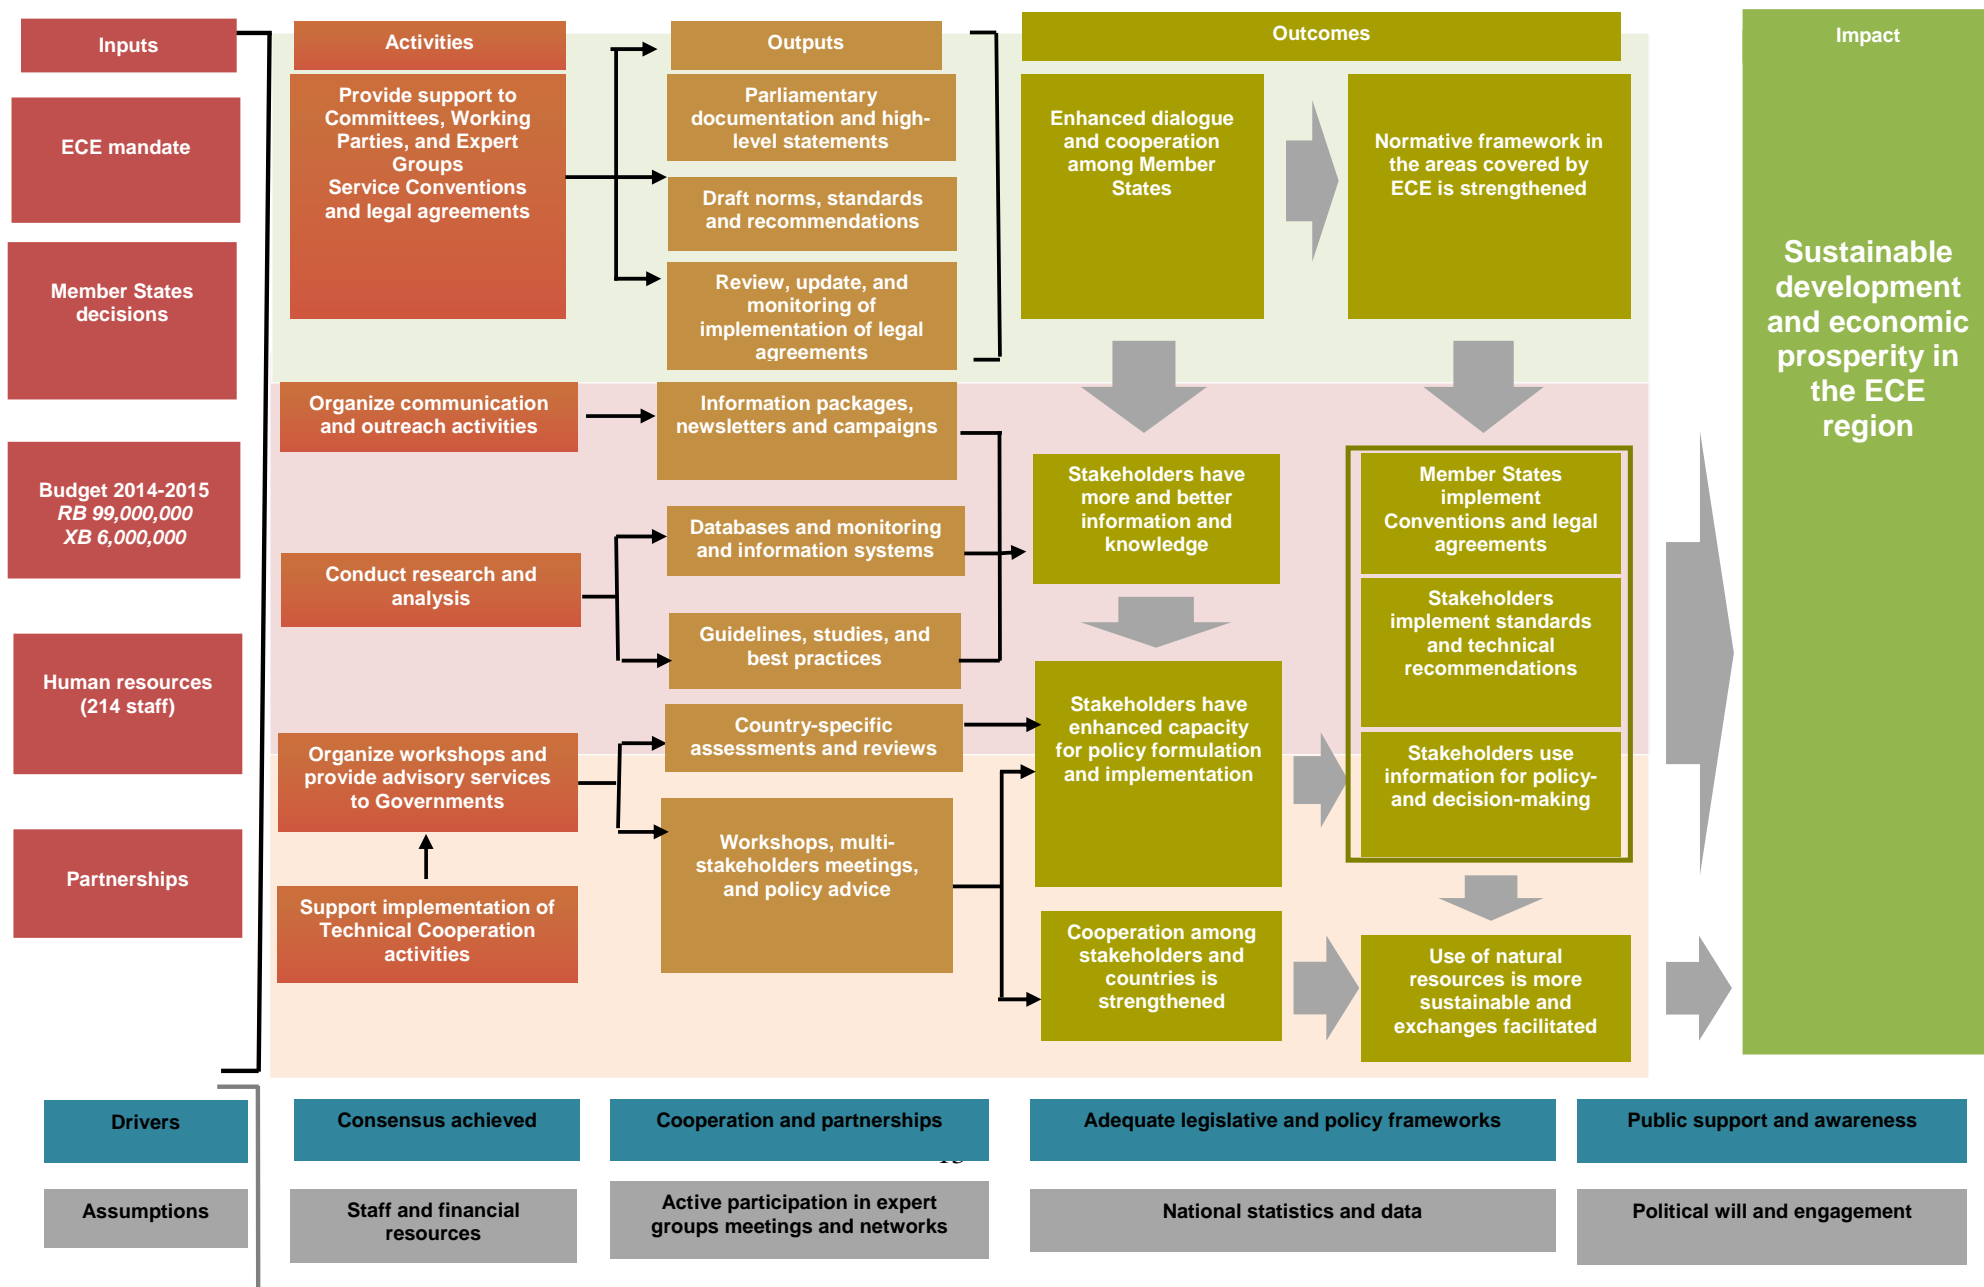 Inputs
ECE mandate
Member States
decisions
Budget 2014-2015
RB 99,000,000
XB 6,000,000
Human resources
(214 staff)
Partnerships
Activities
Provide support to
Committees, Working
Parties, and Expert
Groups
Service Conventions
and legal agreements
Organize communication
and outreach activities
Conduct research and
analysis
Organize workshops and
provide advisory services
to Governments
Support implementation of
Technical Cooperation
activities
Outputs
Parliamentary
documentation and high-
level statements
Draft norms, standards
and recommendations
Review, update, and
monitoring of
implementation of legal
agreements
Information packages,
newsletters and campaigns
Databases and monitoring
and information systems
Guidelines, studies, and
best practices
Country-specific
assessments and reviews
Workshops, multi-
stakeholders meetings,
and policy advice
Outcomes
Enhanced dialogue
and cooperation
among Member
States
Stakeholders have
more and better
information and
knowledge
Stakeholders have
enhanced capacity
for policy formulation
and implementation
Cooperation among
stakeholders and
countries is
strengthened
Normative framework in
the areas covered by
ECE is strengthened
Member States
implement
Conventions and legal
agreements
Stakeholders
implement standards
and technical
recommendations
Stakeholders use
information for policy-
and decision-making
Use of natural
resources is more
sustainable and
exchanges facilitated
Impact
Sustainable
development
and economic
prosperity in
the ECE
region
Drivers
Consensus achieved
Cooperation and partnerships
Adequate legislative and policy frameworks
Public support and awareness
Assumptions
Staff and financial
resources
Active participation in expert
groups meetings and networks
National statistics and data
Political will and engagement